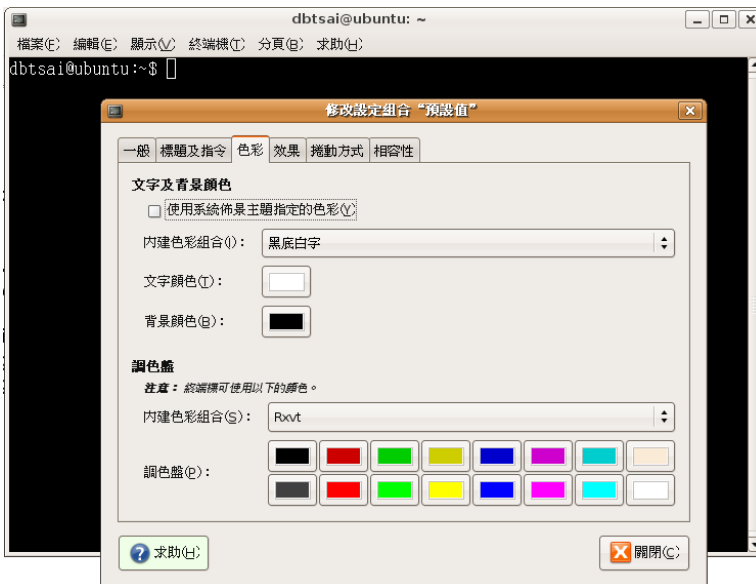 dbtsai@ubuntu: ~
檔案(F) 編輯(E) 顯示(V) 終端機(T) 分頁(B) 求助(H)
dbtsai@ubuntu:~$
修改設定組合“預設值”
一般 標題及指令 色彩 效果 捲動方式 相容性
文字及背景顏色
使用系統佈景主題指定的色彩(Y)
內建色彩組合(I)： 黑底白字
文字顏色(T)：
背景顏色(B)：
調色盤
注意： 終端機可使用以下的顏色。
內建色彩組合(S)： Rxvt
調色盤(P)：
求助(H) 關閉(C)